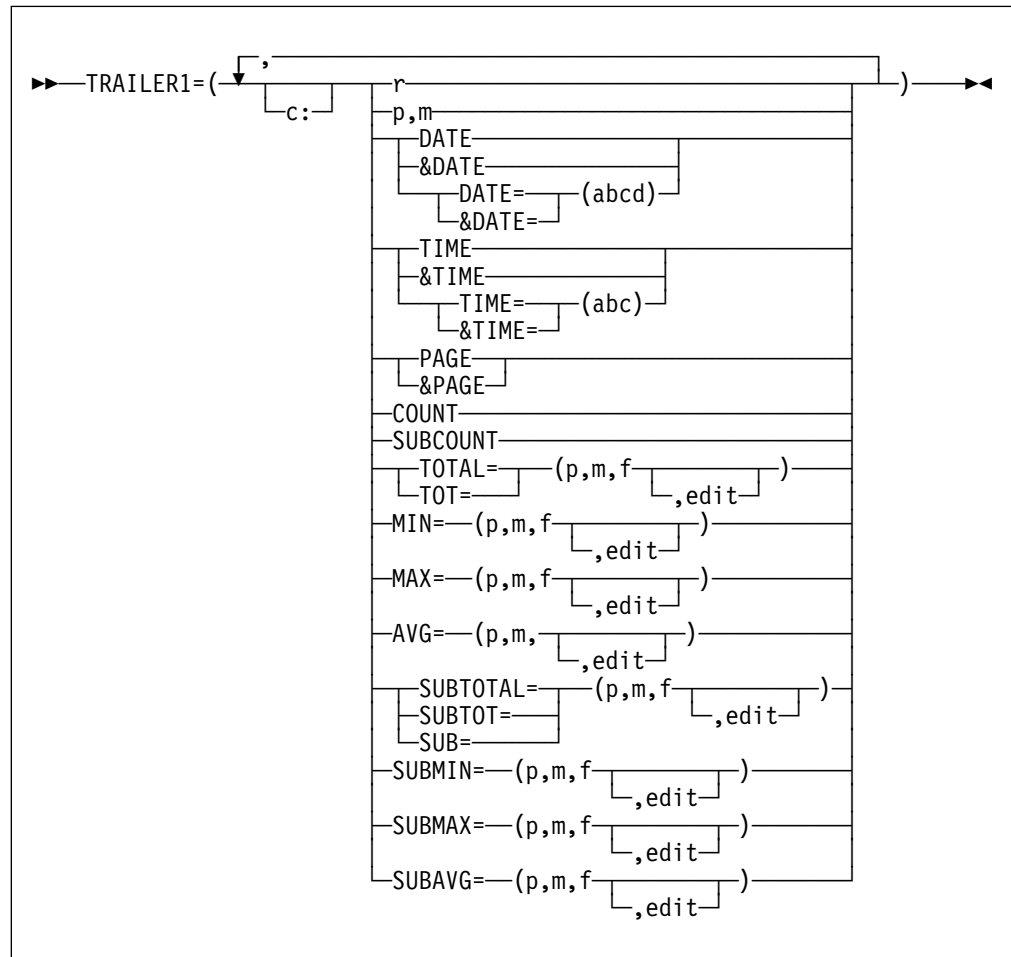 ,
TRAILER1=( r )
c:
p,m
DATE
&DATE
DATE= (abcd)
&DATE=
TIME
&TIME
TIME= (abc)
&TIME=
PAGE
&PAGE
COUNT
SUBCOUNT
TOTAL= (p,m,f )
TOT= ,edit
MIN= (p,m,f )
,edit
MAX= (p,m,f )
,edit
AVG= (p,m, )
,edit
SUBTOTAL= (p,m,f )
SUBTOT= ,edit
SUB=
SUBMIN= (p,m,f )
,edit
SUBMAX= (p,m,f )
,edit
SUBAVG= (p,m,f )
,edit